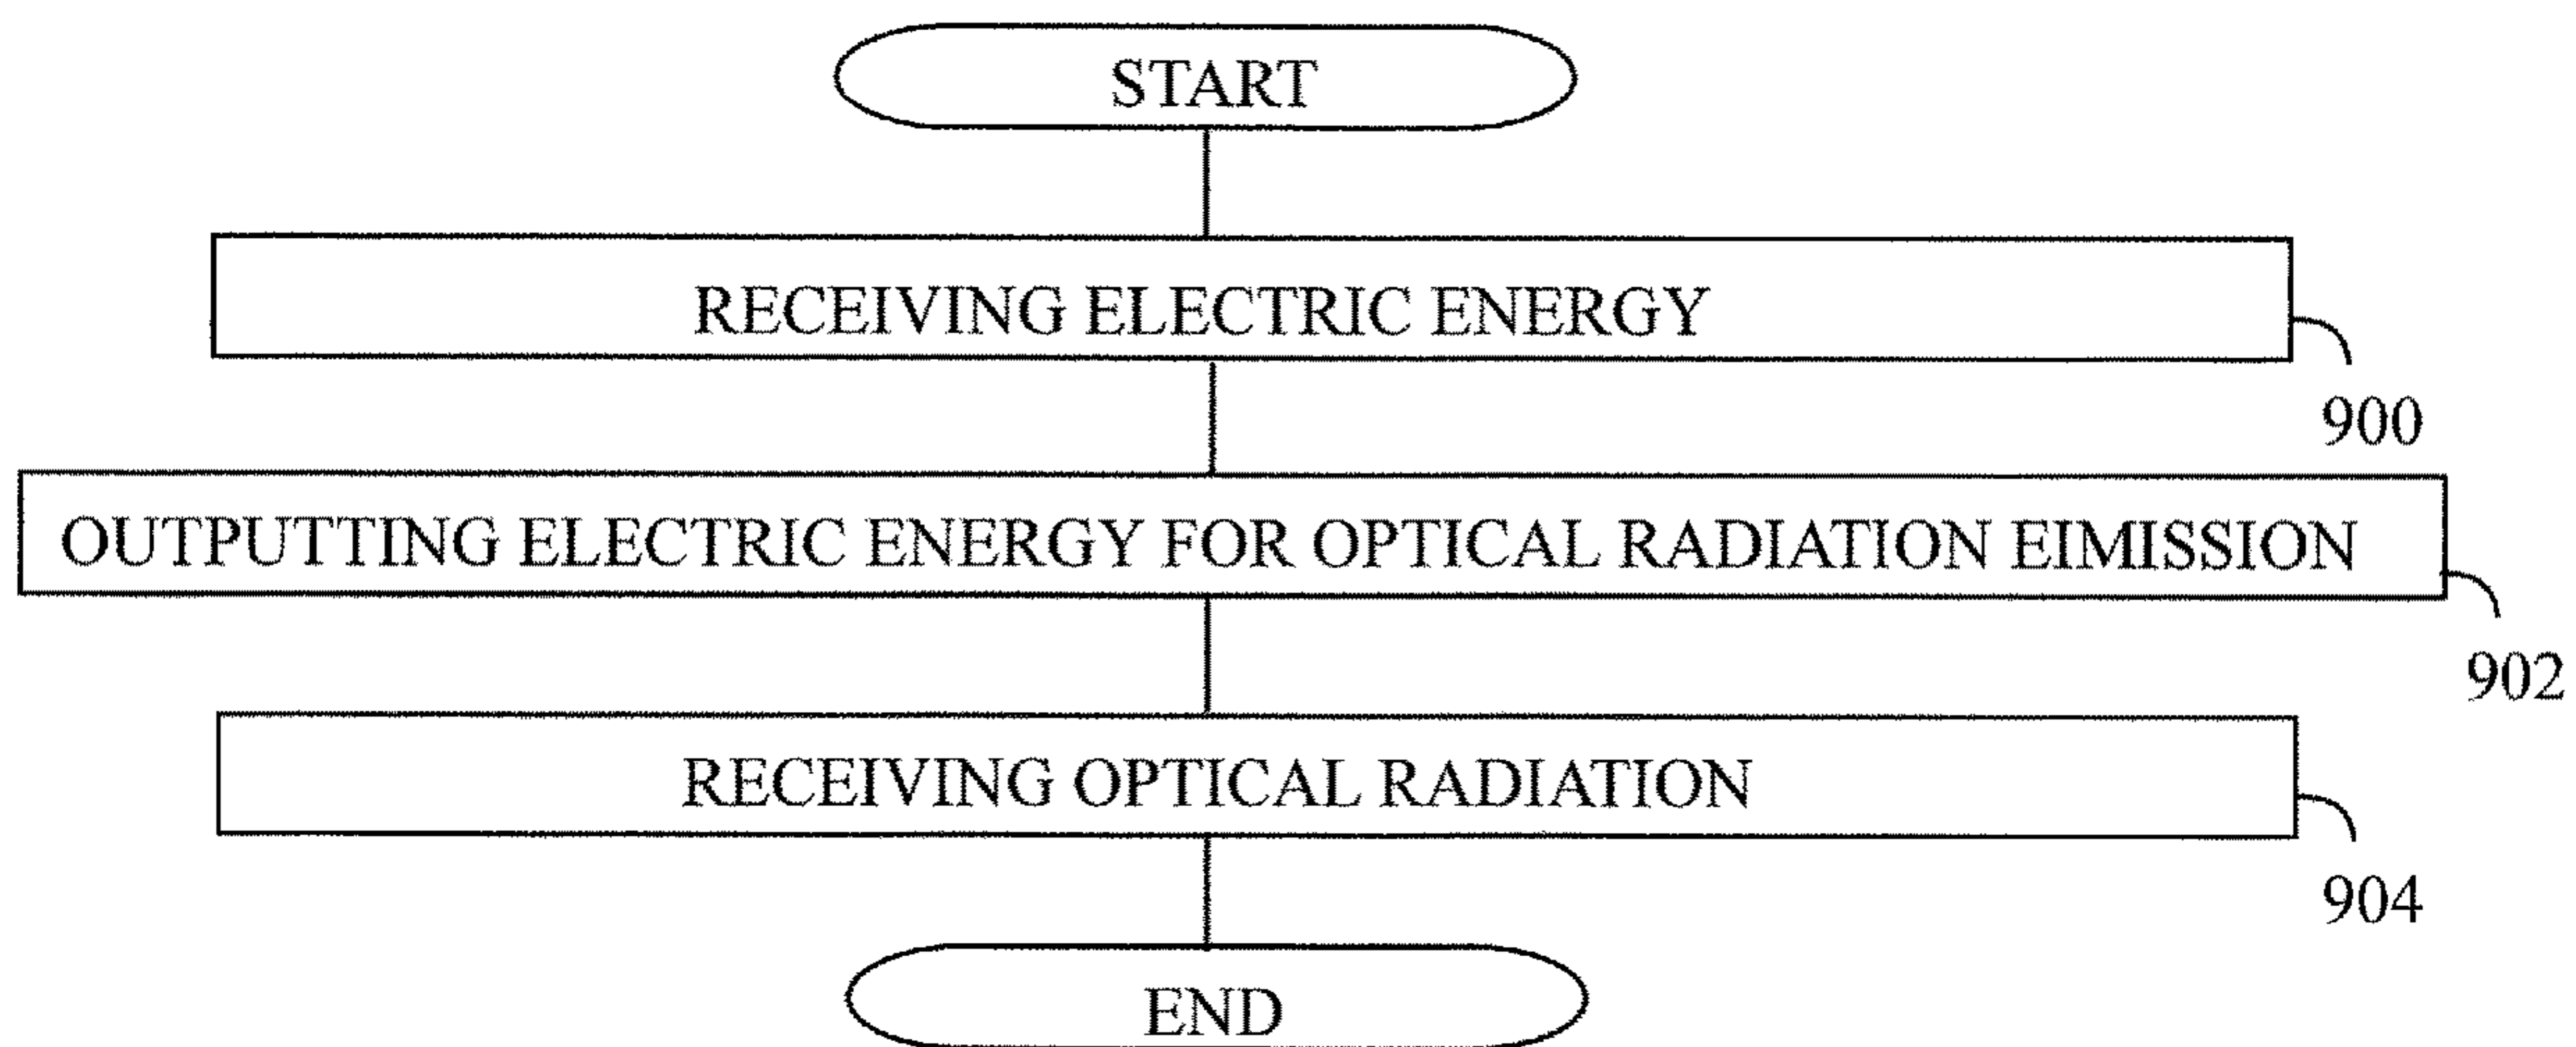 START
RECEIVING ELECTRIC ENERGY
900
OUTPUTTING ELECTRIC ENERGY FOR OPTICAL RADIATION EIMISSION
902
RECEIVING OPTICAL RADIATION
904
END